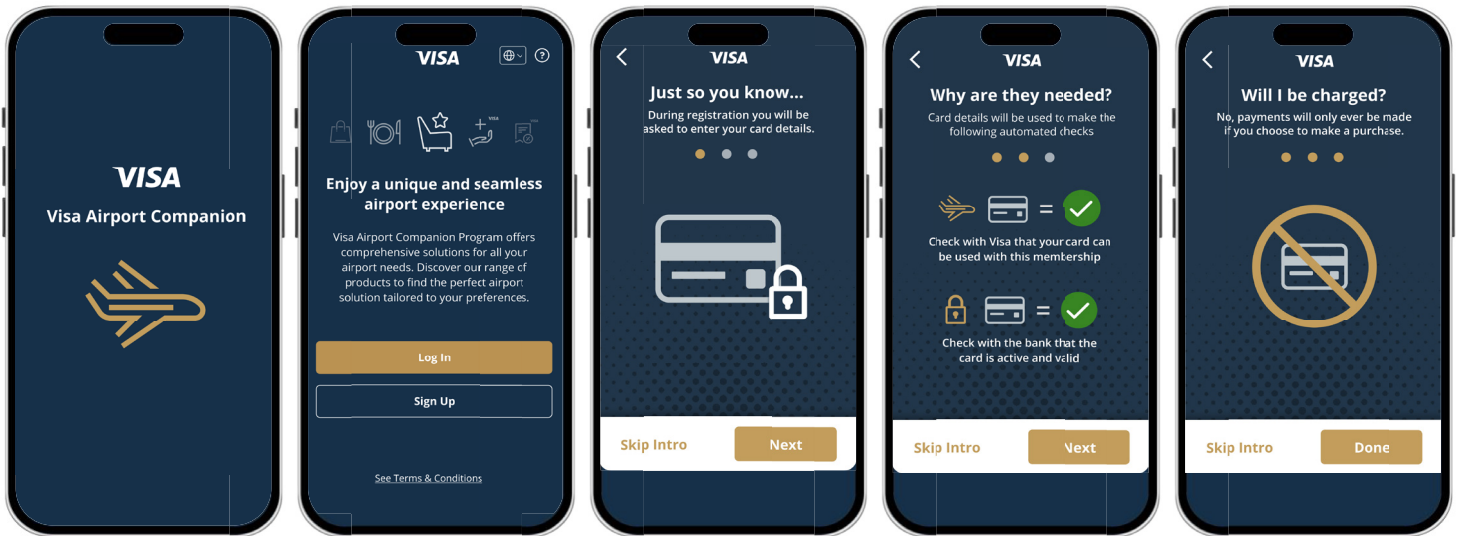 VISA
Visa Airport Companion
VISA
?
VISA
VISA
Enjoy a unique and seamless
airport experience
Visa Airport Companion Program offers
comprehensive solutions for all your
airport needs. Discover our range of
products to find the perfect airport
solution tailored to your preferences.
Log In
Sign Up
See Terms & Conditions
VISA
Just so you know...
During registration you will be
asked to enter your card details.
Skip Intro
Next
VISA
Why are they needed?
Card details will be used to make the
following automated checks
=
Check with Visa that your card can
be used with this membership
=
Check with the bank that the
card is active and valid
Skip Intro
Next
VISA
Will I be charged?
No, payments will only ever be made
if you choose to make a purchase.
Skip Intro
Done